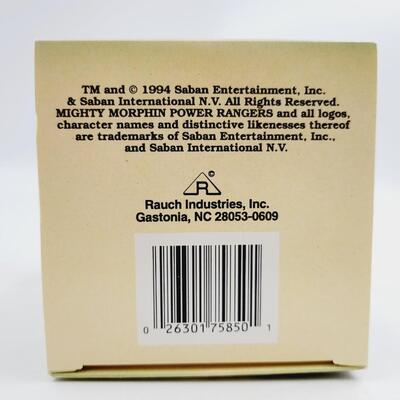 TM and © 1994 Saban Entertainment, Inc.
& Saban International N.V. All Rights Reserved.
MIGHTY MORPHIN POWER RANGERS and all logos,
character names and distinctive likenesses thereof
are trademarks of Saban Entertainment, Inc.,
and Saban International N.V.
R ©
Rauch Industries, Inc.
Gastonia, NC 28053-0609
0 26301 75850 1